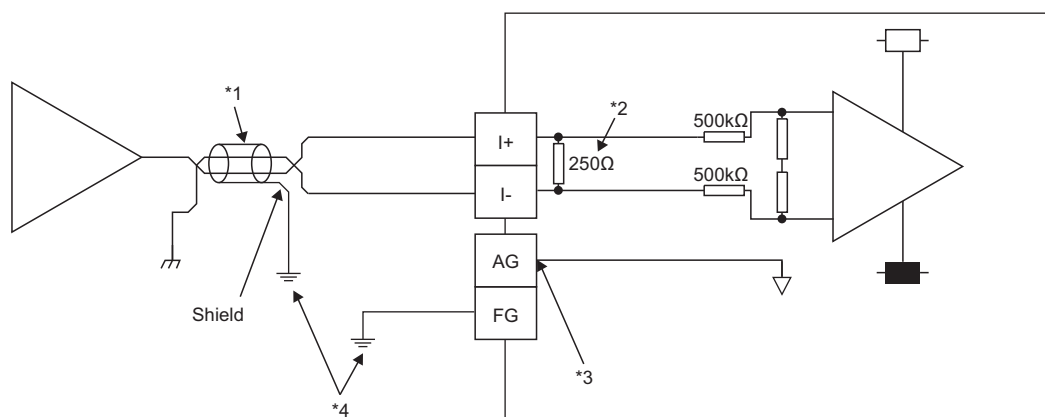 *1
*2
500kΩ
I+
250Ω
I-
500kΩ
AG
FG
Shield
*3
*4